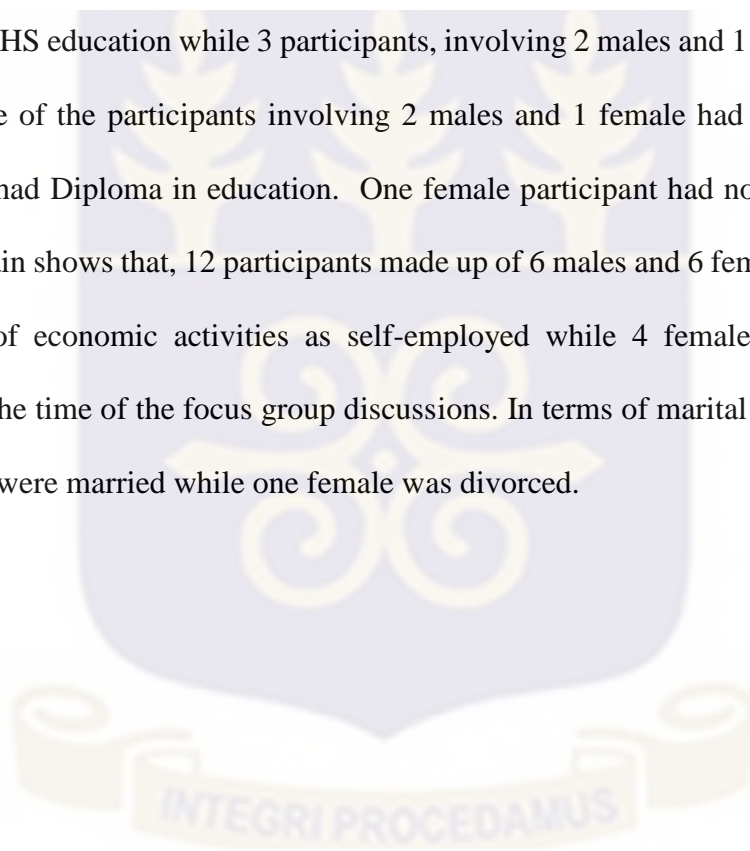 HS education while 3 participants, involving 2 males and 1
e of the participants involving 2 males and 1 female had
had Diploma in education. One female participant had no
in shows that, 12 participants made up of 6 males and 6 fem
of economic activities as self-employed while 4 female
he time of the focus group discussions. In terms of marital
were married while one female was divorced.
INTEGRI PROCEDAMUS